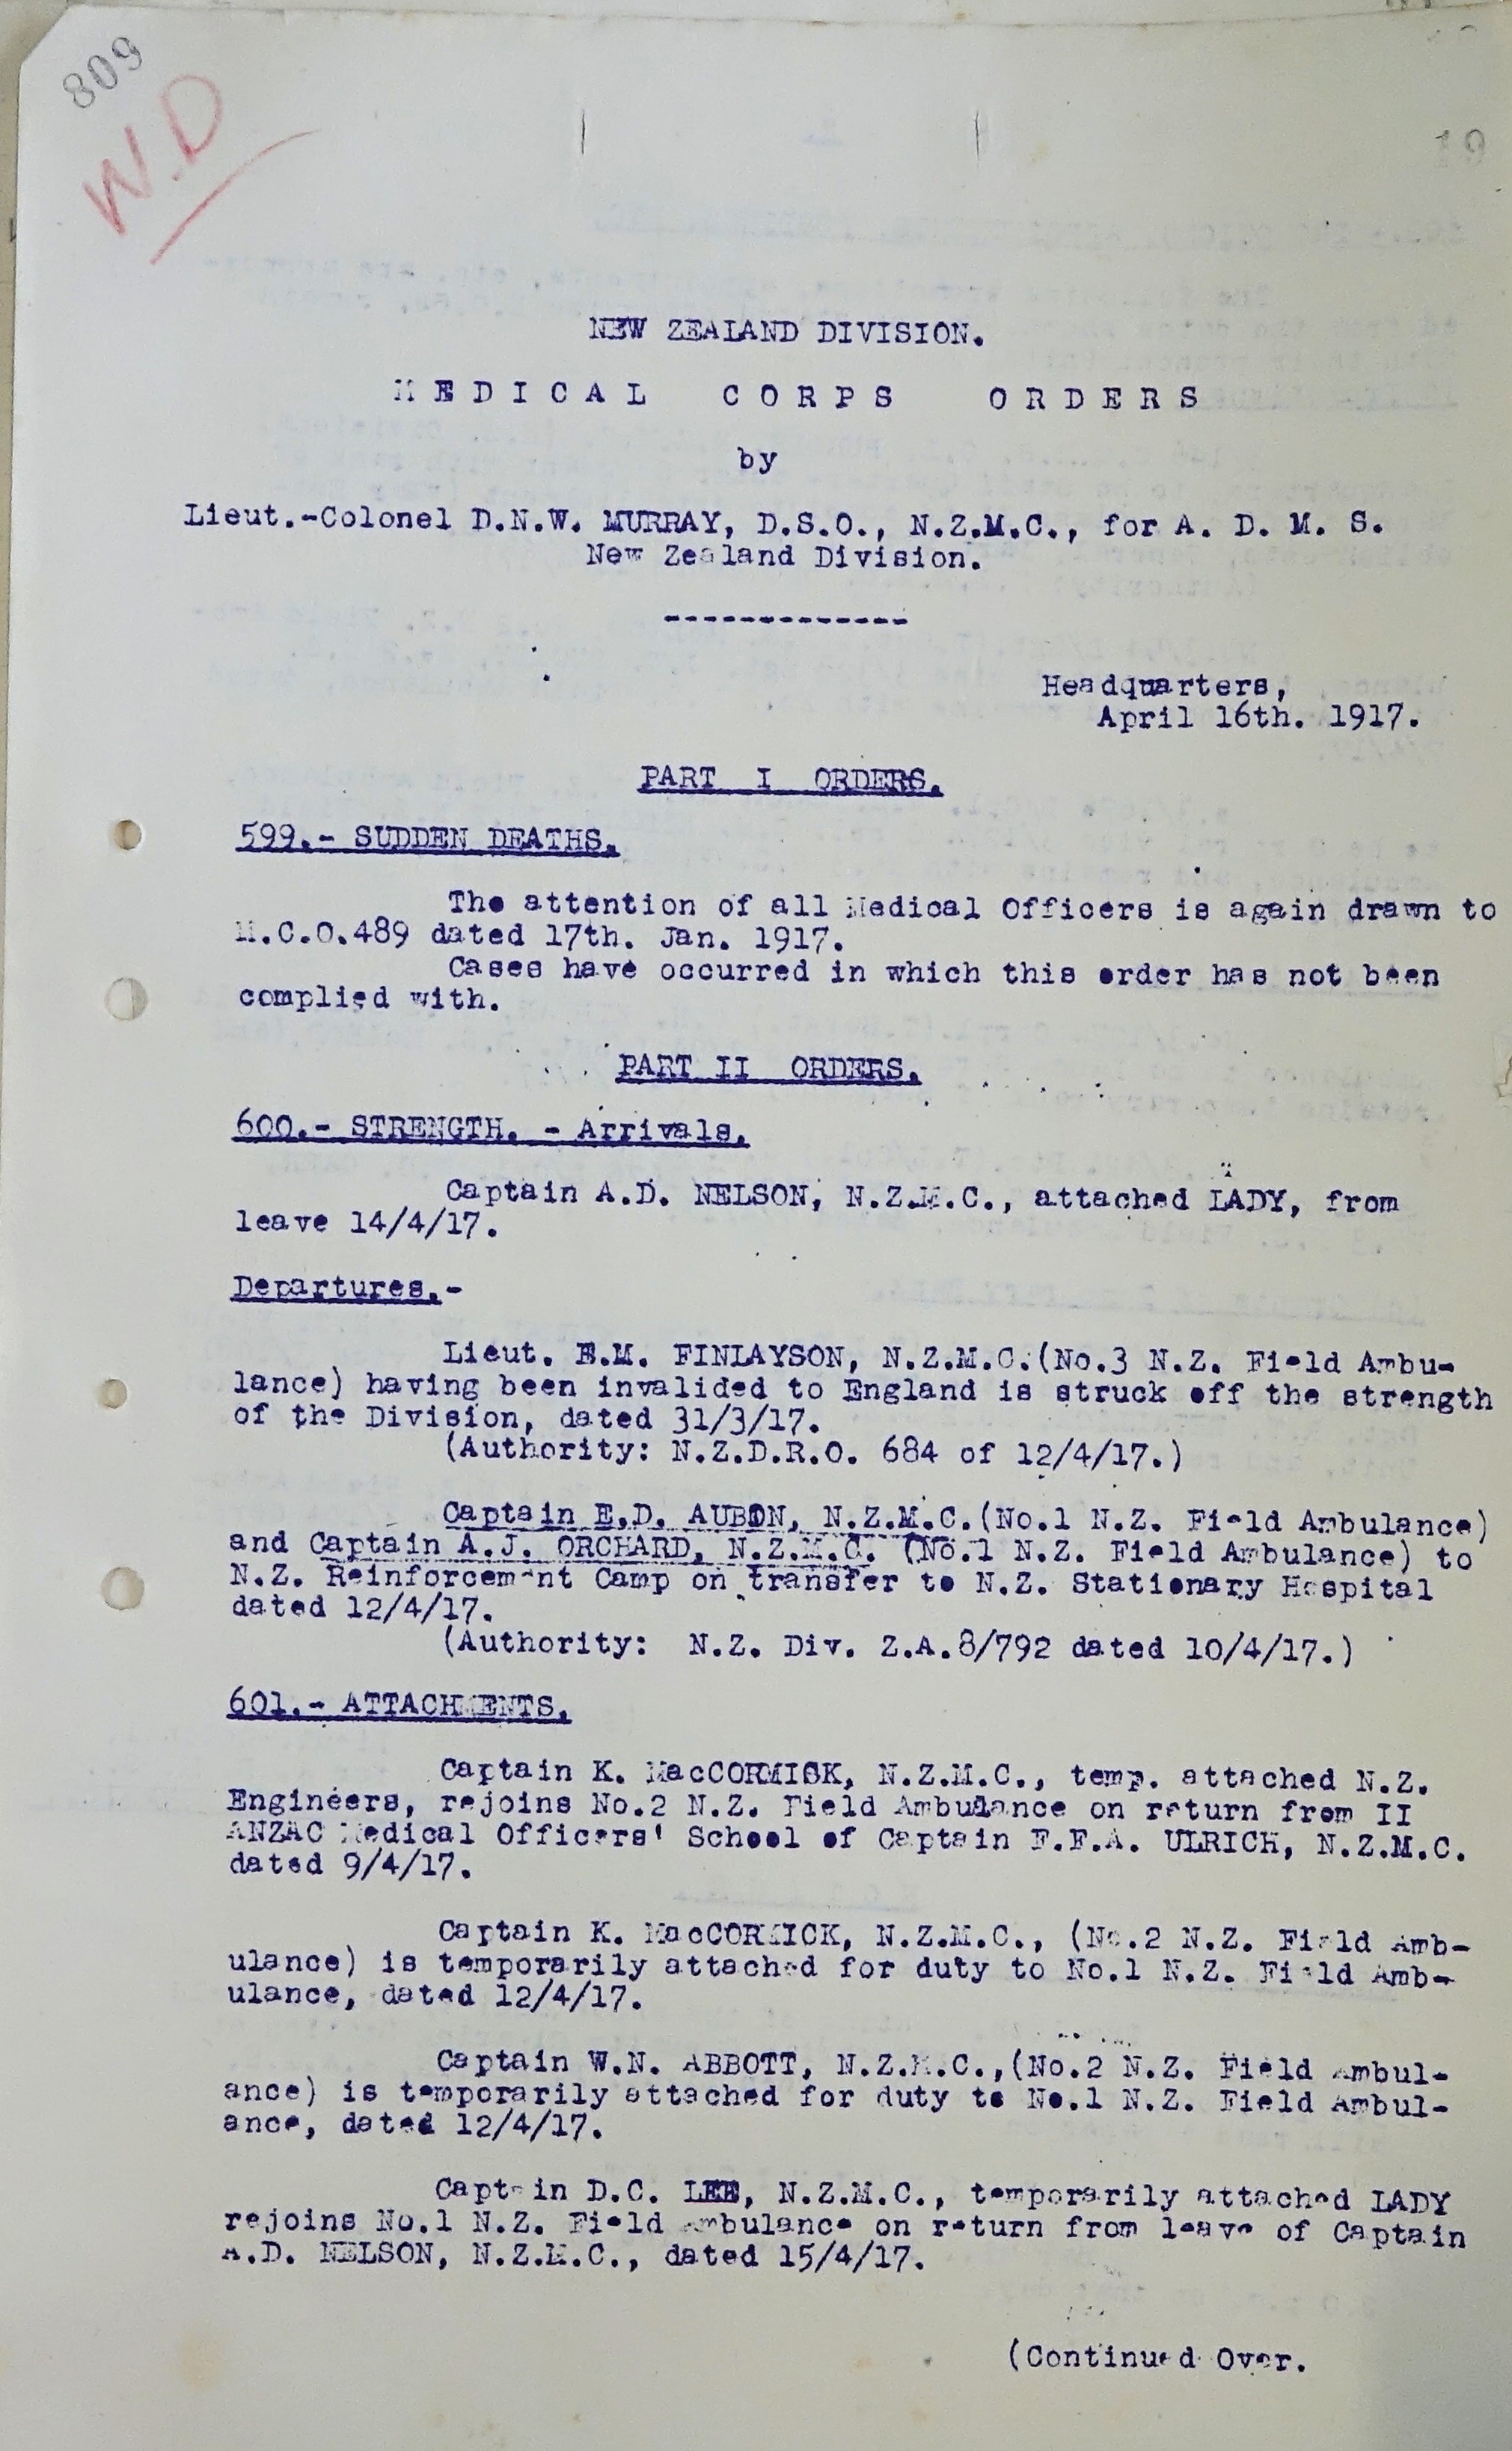 809
W.D
19
NEW ZEALAND DIVISION.
MEDICAL CORPS ORDERS
by
Lieut.-Colonel D.N.W. MURRAY, D.S.O., N.Z.M.C., for A. D. M. S.
New Zealand Division.
-------------
Headquarters,
April 16th. 1917.
PART I ORDERS.
599.- SUDDEN DEATHS.
The attention of all Medical Officers is again drawn to
M.C.O.489 dated 17th. Jan. 1917.
Cases have occurred in which this order has not been
complied with.
PART II ORDERS.
600.- STRENGTH. - Arrivals.
Captain A.D. NELSON, N.Z.M.C., attached LADY, from
leave 14/4/17.
Departures.-
Lieut. E.M. FINLAYSON, N.Z.M.C.(No.3 N.Z. Field Ambu-
lance) having been invalided to England is struck off the strength
of the Division, dated 31/3/17.
(Authority: N.Z.D.R.O. 684 of 12/4/17.)
Captain E.D. AUBIN, N.Z.M.C.(No.1 N.Z. Field Ambulance)
and Captain A.J. ORCHARD, N.Z.M.C. (No.1 N.Z. Field Ambulance) to
N.Z. Reinforcement Camp on transfer to N.Z. Stationary Hospital
dated 12/4/17.
(Authority: N.Z. Div. Z.A.8/792 dated 10/4/17.)
601.- ATTACHMENTS.
Captain K. MacCORMICK, N.Z.M.C., temp. attached N.Z.
Engineers, rejoins No.2 N.Z. Field Ambulance on return from II
ANZAC Medical Officers' School of Captain F.F.A. ULRICH, N.Z.M.C.
dated 9/4/17.
Captain K. MacCORMICK, N.Z.M.C., (No.2 N.Z. Field Amb-
ulance) is temporarily attached for duty to No.1 N.Z. Field Amb-
ulance, dated 12/4/17.
Captain W.N. ABBOTT, N.Z.M.C.,(No.2 N.Z. Field Ambul-
ance) is temporarily attached for duty to No.1 N.Z. Field Ambul-
ance, dated 12/4/17.
Captain D.C. LEE, N.Z.M.C., temporarily attached LADY
rejoins No.1 N.Z. Field Ambulance on return from leave of Captain
A.D. NELSON, N.Z.M.C., dated 15/4/17.
(Continued Over.